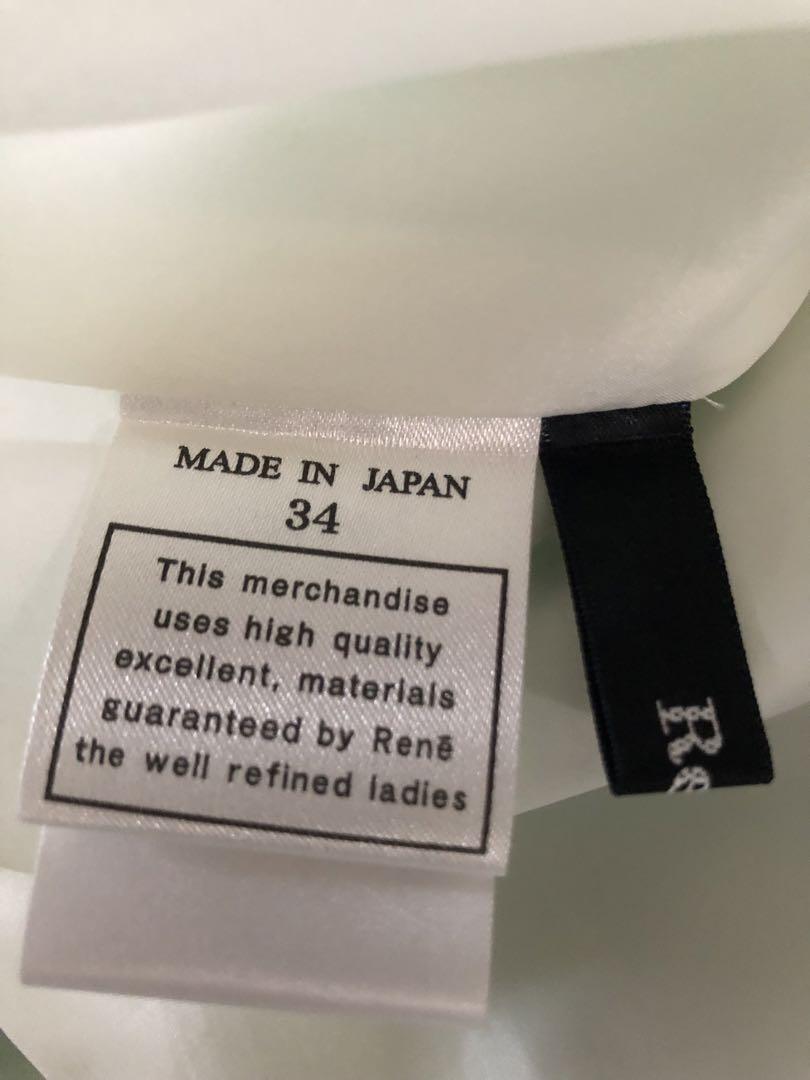 MADE IN JAPAN
34
This merchandise
uses high quality
excellent, materials
guaranteed by Renē
the well refined ladies
R